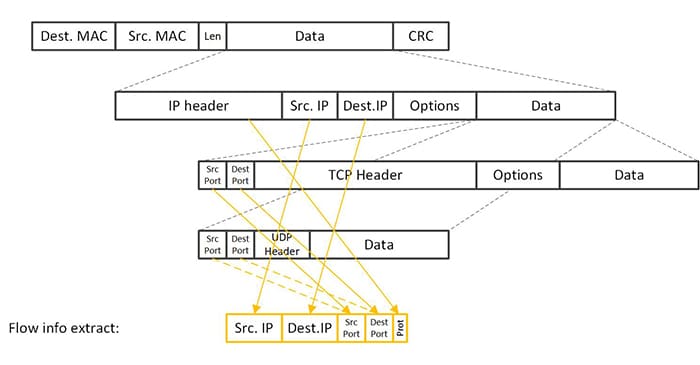 Dest. MAC Src. MAC Len Data CRC
IP header Src. IP Dest.IP Options Data
Src Port Dest Port TCP Header Options Data
Src Port Dest Port UDP Header Data
Flow info extract: Src. IP Dest.IP Src Port Dest Port Prot